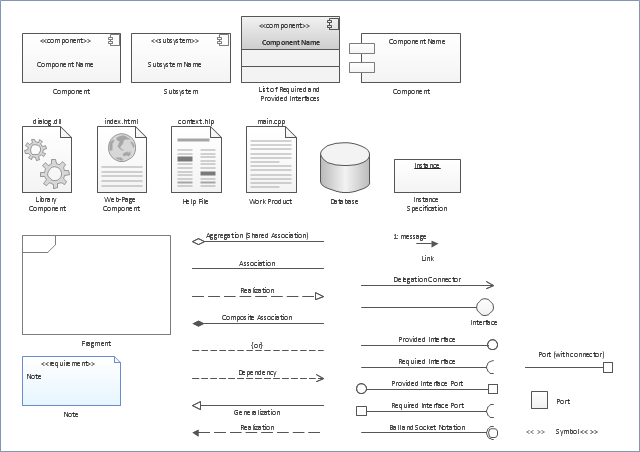 <<component>>
Component Name
Component
<<subsystem>>
Subsystem Name
Subsystem
<<component>>
Component Name
List of Required and
Provided Interfaces
Component Name
Component
dialog.dll
Library
Component
index.html
Web-Page
Component
context.hlp
Help File
main.cpp
Work Product
Database
Instance
Instance
Specification
Fragment
<<requirement>>
Note
Note
Aggregation (Shared Association)
Association
Realization
Composite Association
{or}
Dependency
Generalization
Realization
1: message
Link
Delegation Connector
Interface
Provided Interface
Required Interface
Provided Interface Port
Required Interface Port
Ball and Socket Notation
Port (with connector)
Port
<< >> Symbol << >>